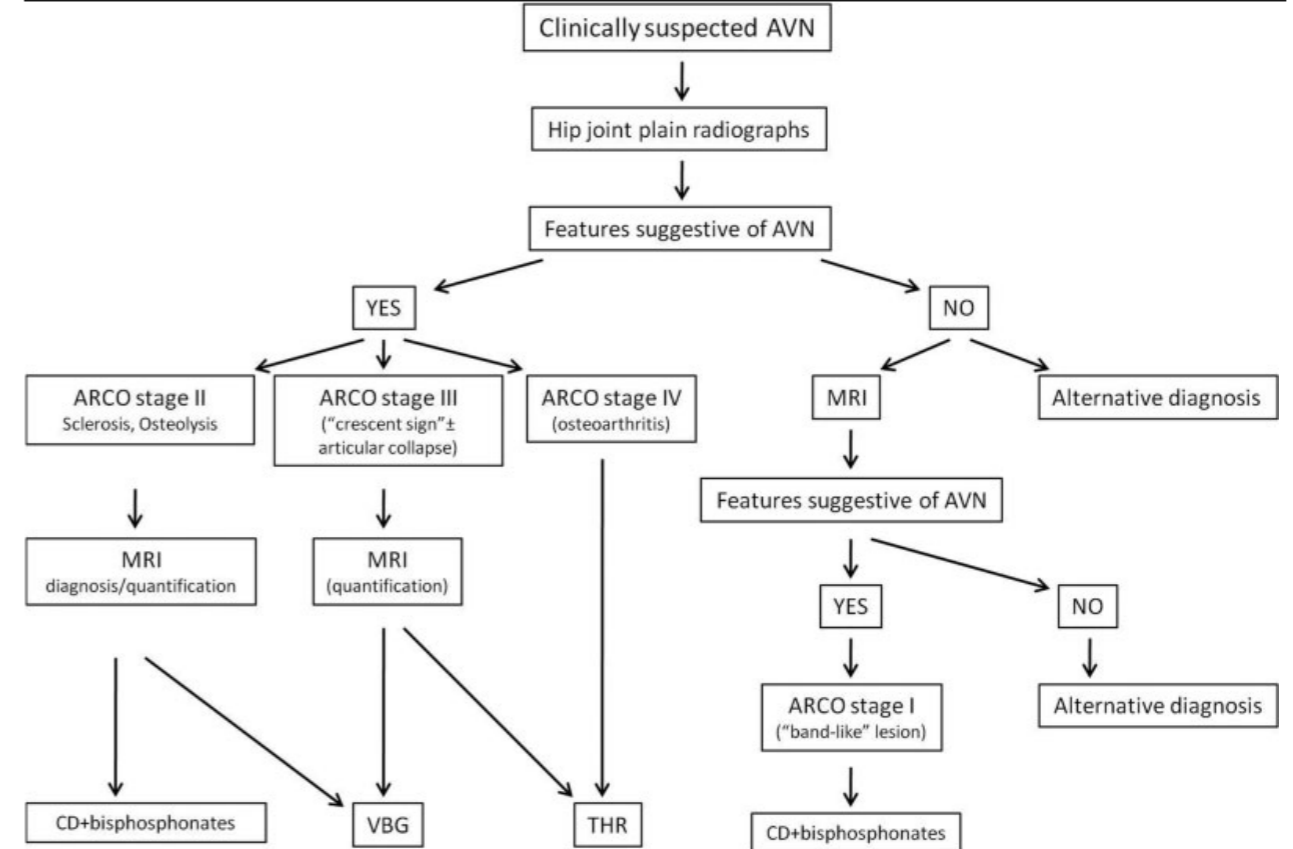 Clinically suspected AVN
Hip joint plain radiographs
Features suggestive of AVN
YES
NO
ARCO stage II
Sclerosis, Osteolysis
ARCO stage III
(“crescent sign”±
articular collapse)
ARCO stage IV
(osteoarthritis)
MRI
Alternative diagnosis
Features suggestive of AVN
MRI
diagnosis/quantification
MRI
(quantification)
YES
NO
ARCO stage I
(“band-like” lesion)
Alternative diagnosis
CD+bisphosphonates
VBG
THR
CD+bisphosphonates